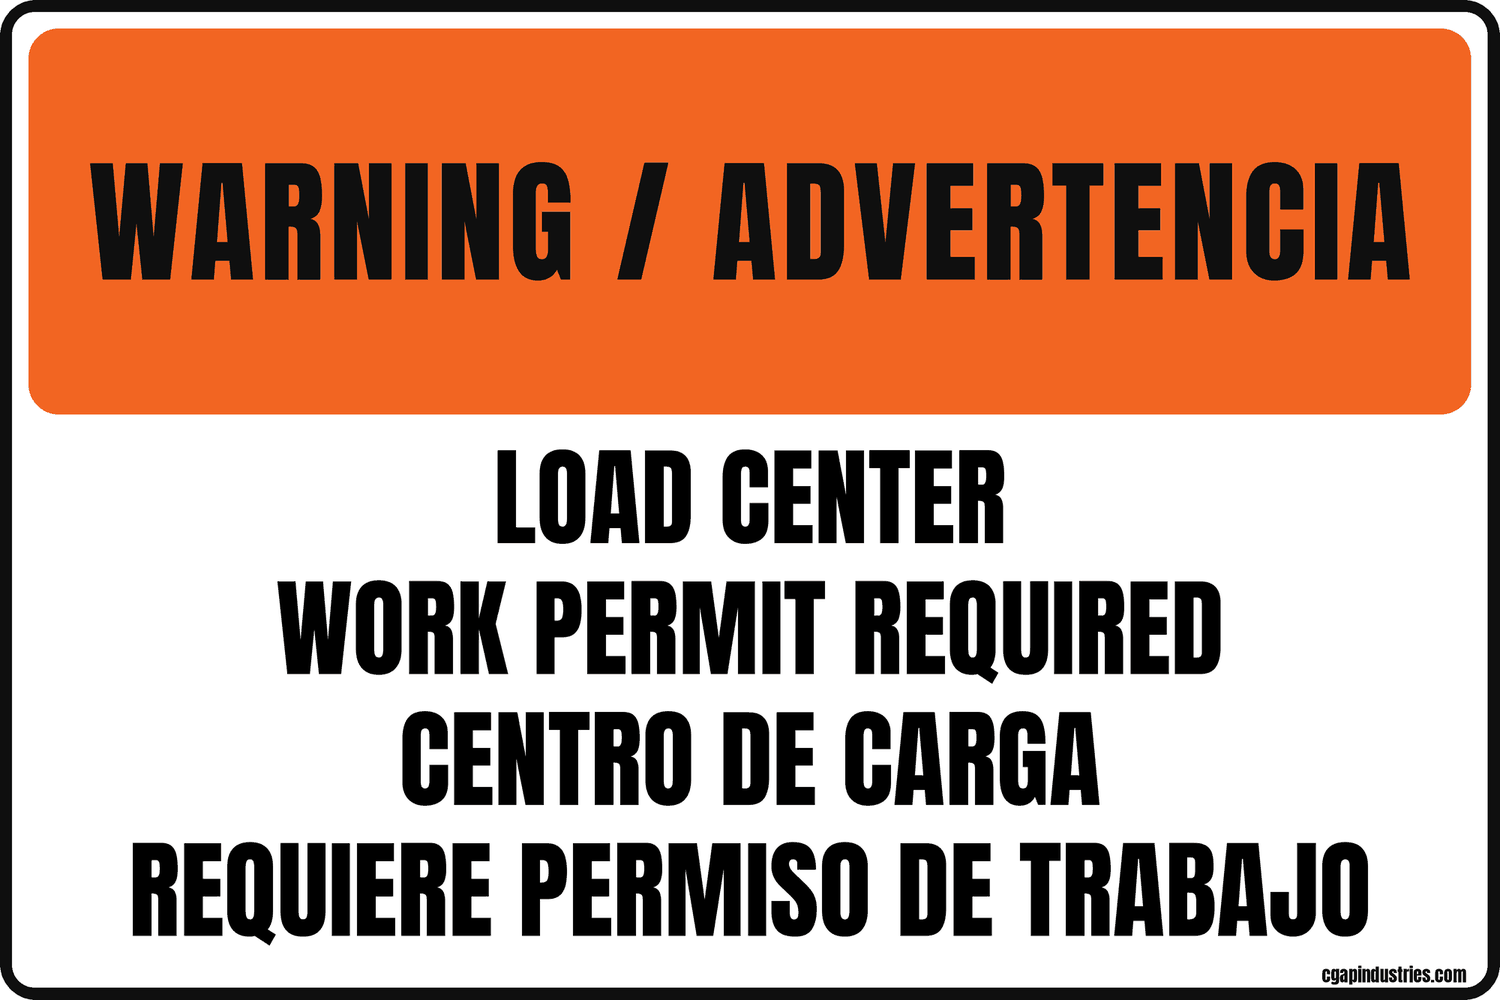 WARNING / ADVERTENCIA
LOAD CENTER
WORK PERMIT REQUIRED
CENTRO DE CARGA
REQUIERE PERMISO DE TRABAJO
cgapindustries.com